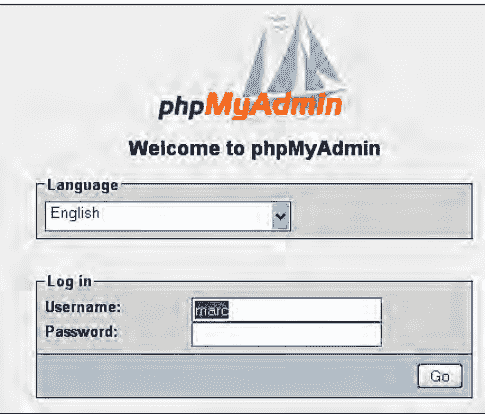 phpMyAdmin
Welcome to phpMyAdmin
Language
English
Log in
Username: marc
Password:
Go